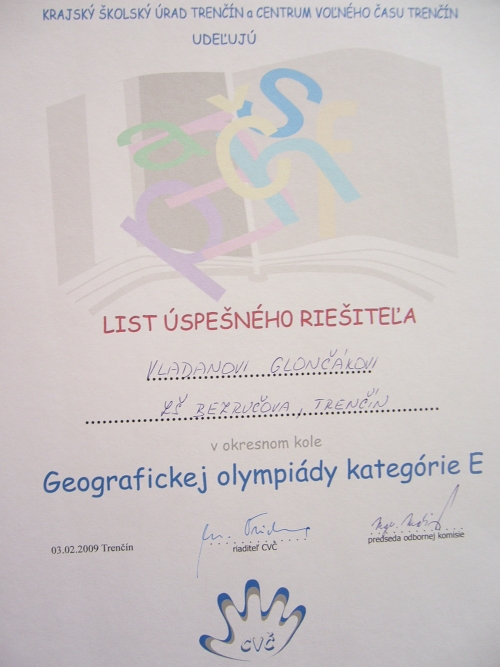 KRAJSKÝ ŠKOLSKÝ ÚRAD TRENČÍN a CENTRUM VOĽNÉHO ČASU TRENČÍN
UDEĽUJÚ
LIST ÚSPEŠNÉHO RIEŠITEĽA
VLADANOVI GLONČÁKOVI
ZŠ BEZRUČOVA, TRENČÍN
v okresnom kole
Geografickej olympiády kategórie E
03.02.2009 Trenčín
riaditeľ CVČ
predseda odbornej komisie
CVČ